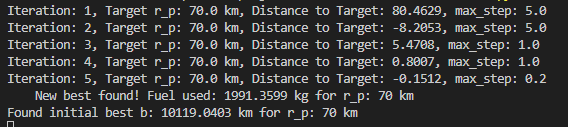 Iteration: 1, Target r_p: 70.0 km, Distance to Target: 80.4629, max_step: 5.0
Iteration: 2, Target r_p: 70.0 km, Distance to Target: -8.2053, max_step: 5.0
Iteration: 3, Target r_p: 70.0 km, Distance to Target: 5.4708, max_step: 1.0
Iteration: 4, Target r_p: 70.0 km, Distance to Target: 0.8007, max_step: 1.0
Iteration: 5, Target r_p: 70.0 km, Distance to Target: -0.1512, max_step: 0.2
    New best found! Fuel used: 1991.3599 kg for r_p: 70 km
Found initial best b: 10119.0403 km for r_p: 70 km